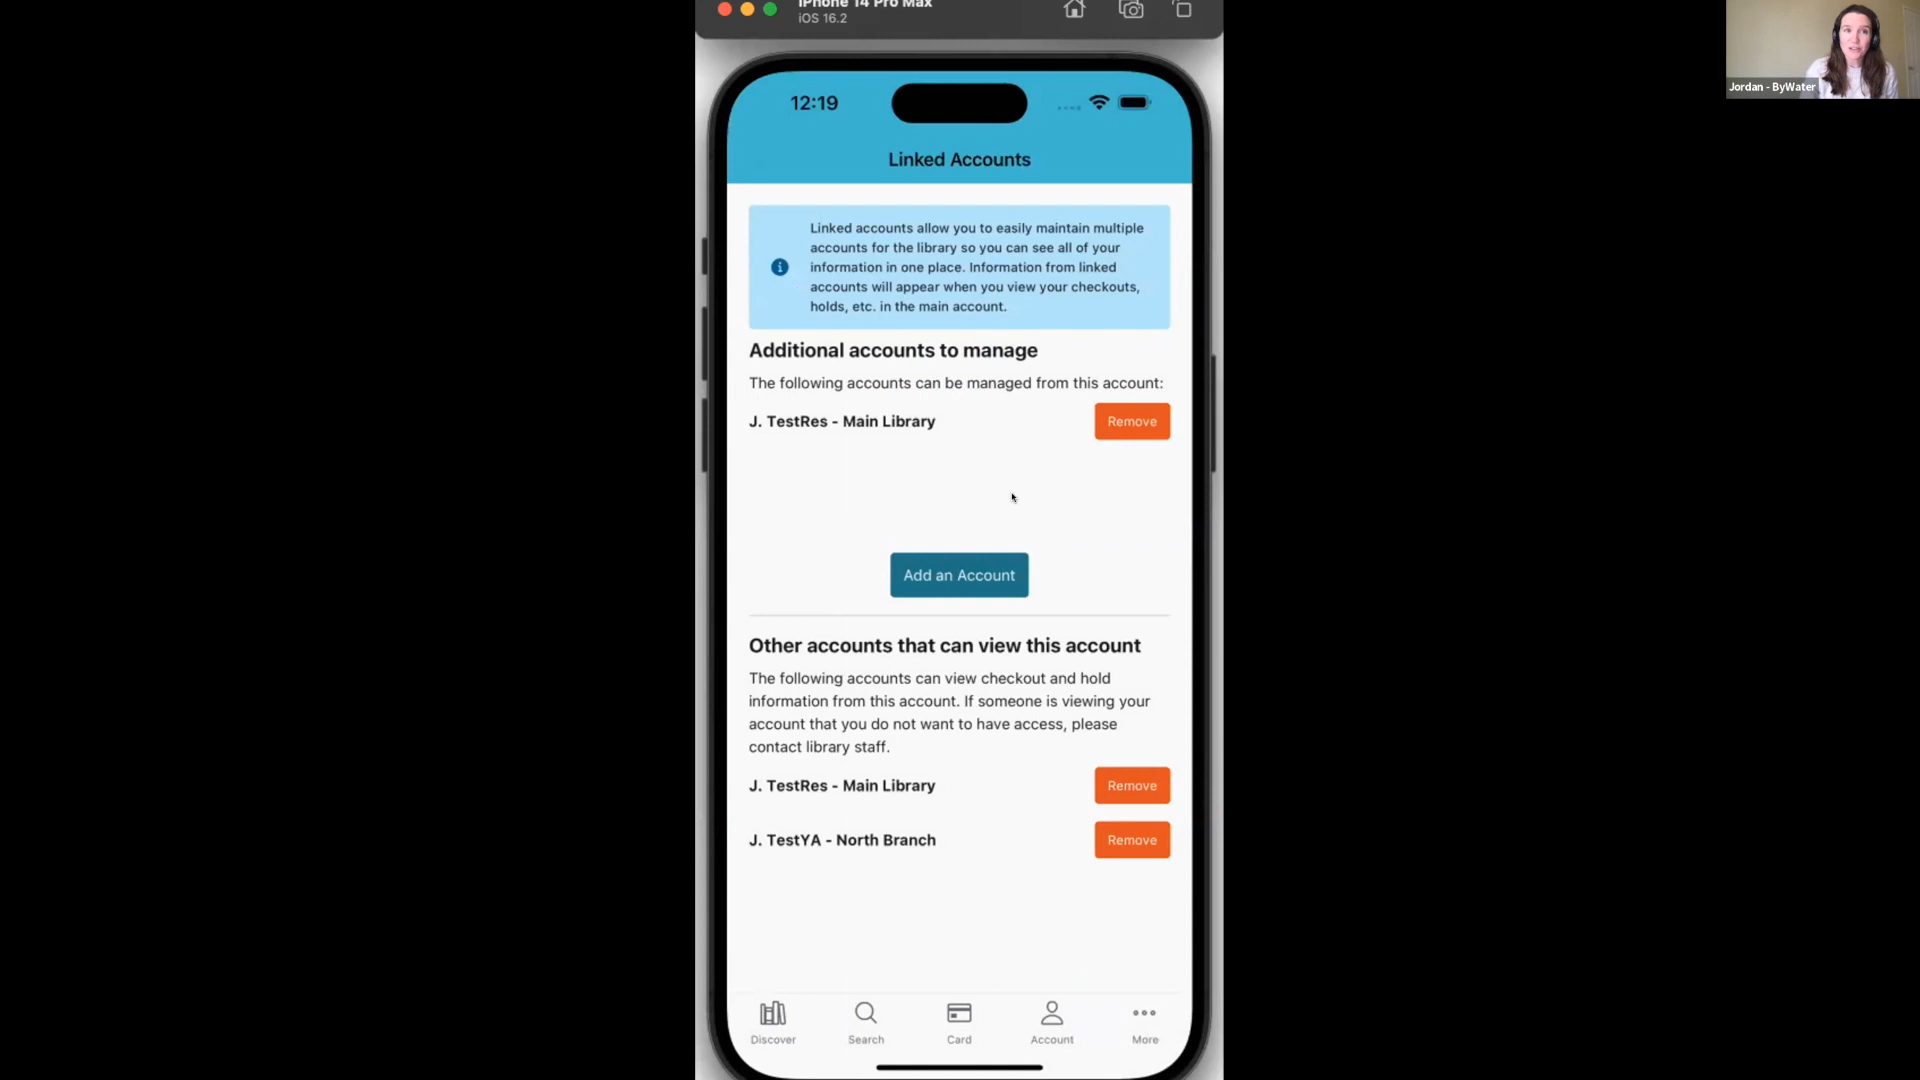 iPhone 14 Pro Max
iOS 16.2
Jordan - ByWater
12:19
Linked Accounts
Linked accounts allow you to easily maintain multiple
accounts for the library so you can see all of your
information in one place. Information from linked
accounts will appear when you view your checkouts,
holds, etc. in the main account.
Additional accounts to manage
The following accounts can be managed from this account:
J. TestRes - Main Library
Remove
Add an Account
Other accounts that can view this account
The following accounts can view checkout and hold
information from this account. If someone is viewing your
account that you do not want to have access, please
contact library staff.
J. TestRes - Main Library
Remove
J. TestYA - North Branch
Remove
Discover
Search
Card
Account
More